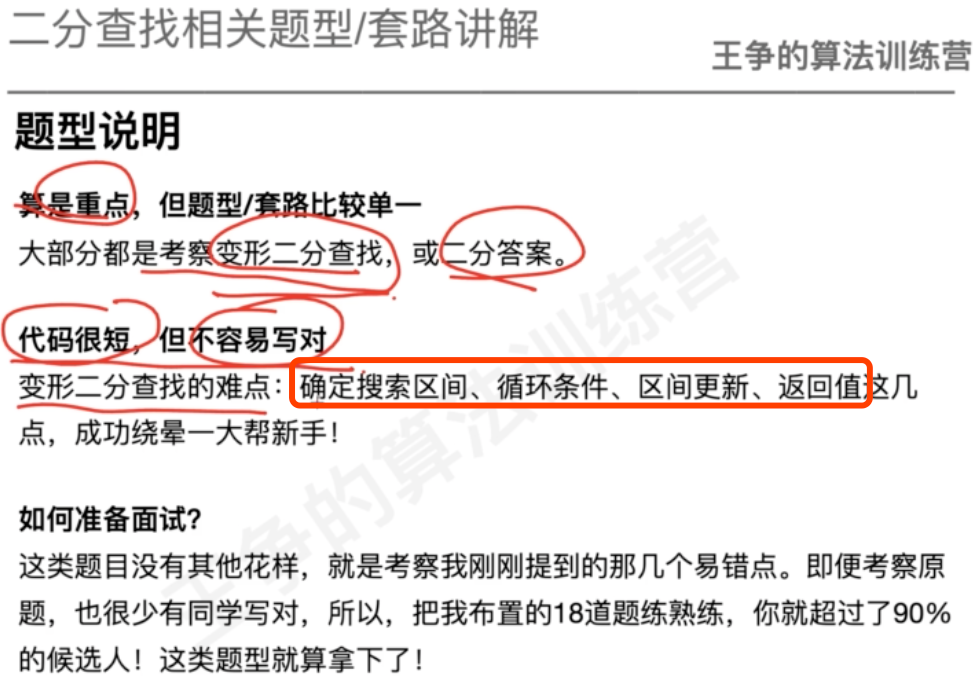 二分查找相关题型/套路讲解
王争的算法训练营
题型说明
算是重点，但题型/套路比较单一
大部分都是考察变形二分查找，或二分答案。
代码很短，但不容易写对
变形二分查找的难点：确定搜索区间、循环条件、区间更新、返回值这几
点，成功绕晕一大帮新手！
如何准备面试？
这类题目没有其他花样，就是考察我刚刚提到的那几个易错点。即便考察原
题，也很少有同学写对，所以，把我布置的18道题练熟练，你就超过了90%
的候选人！这类题型就算拿下了！
王争的算法训练营